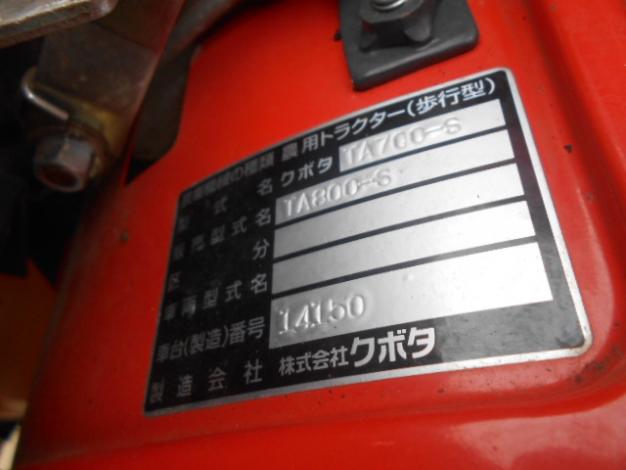 農業機械の種類 農用トラクター(歩行型)
型式名 クボタ TA700-S
販売型式名 TA800-S
区分
車両型式名
車台(製造)番号 14150
製造会社 株式会社クボタ